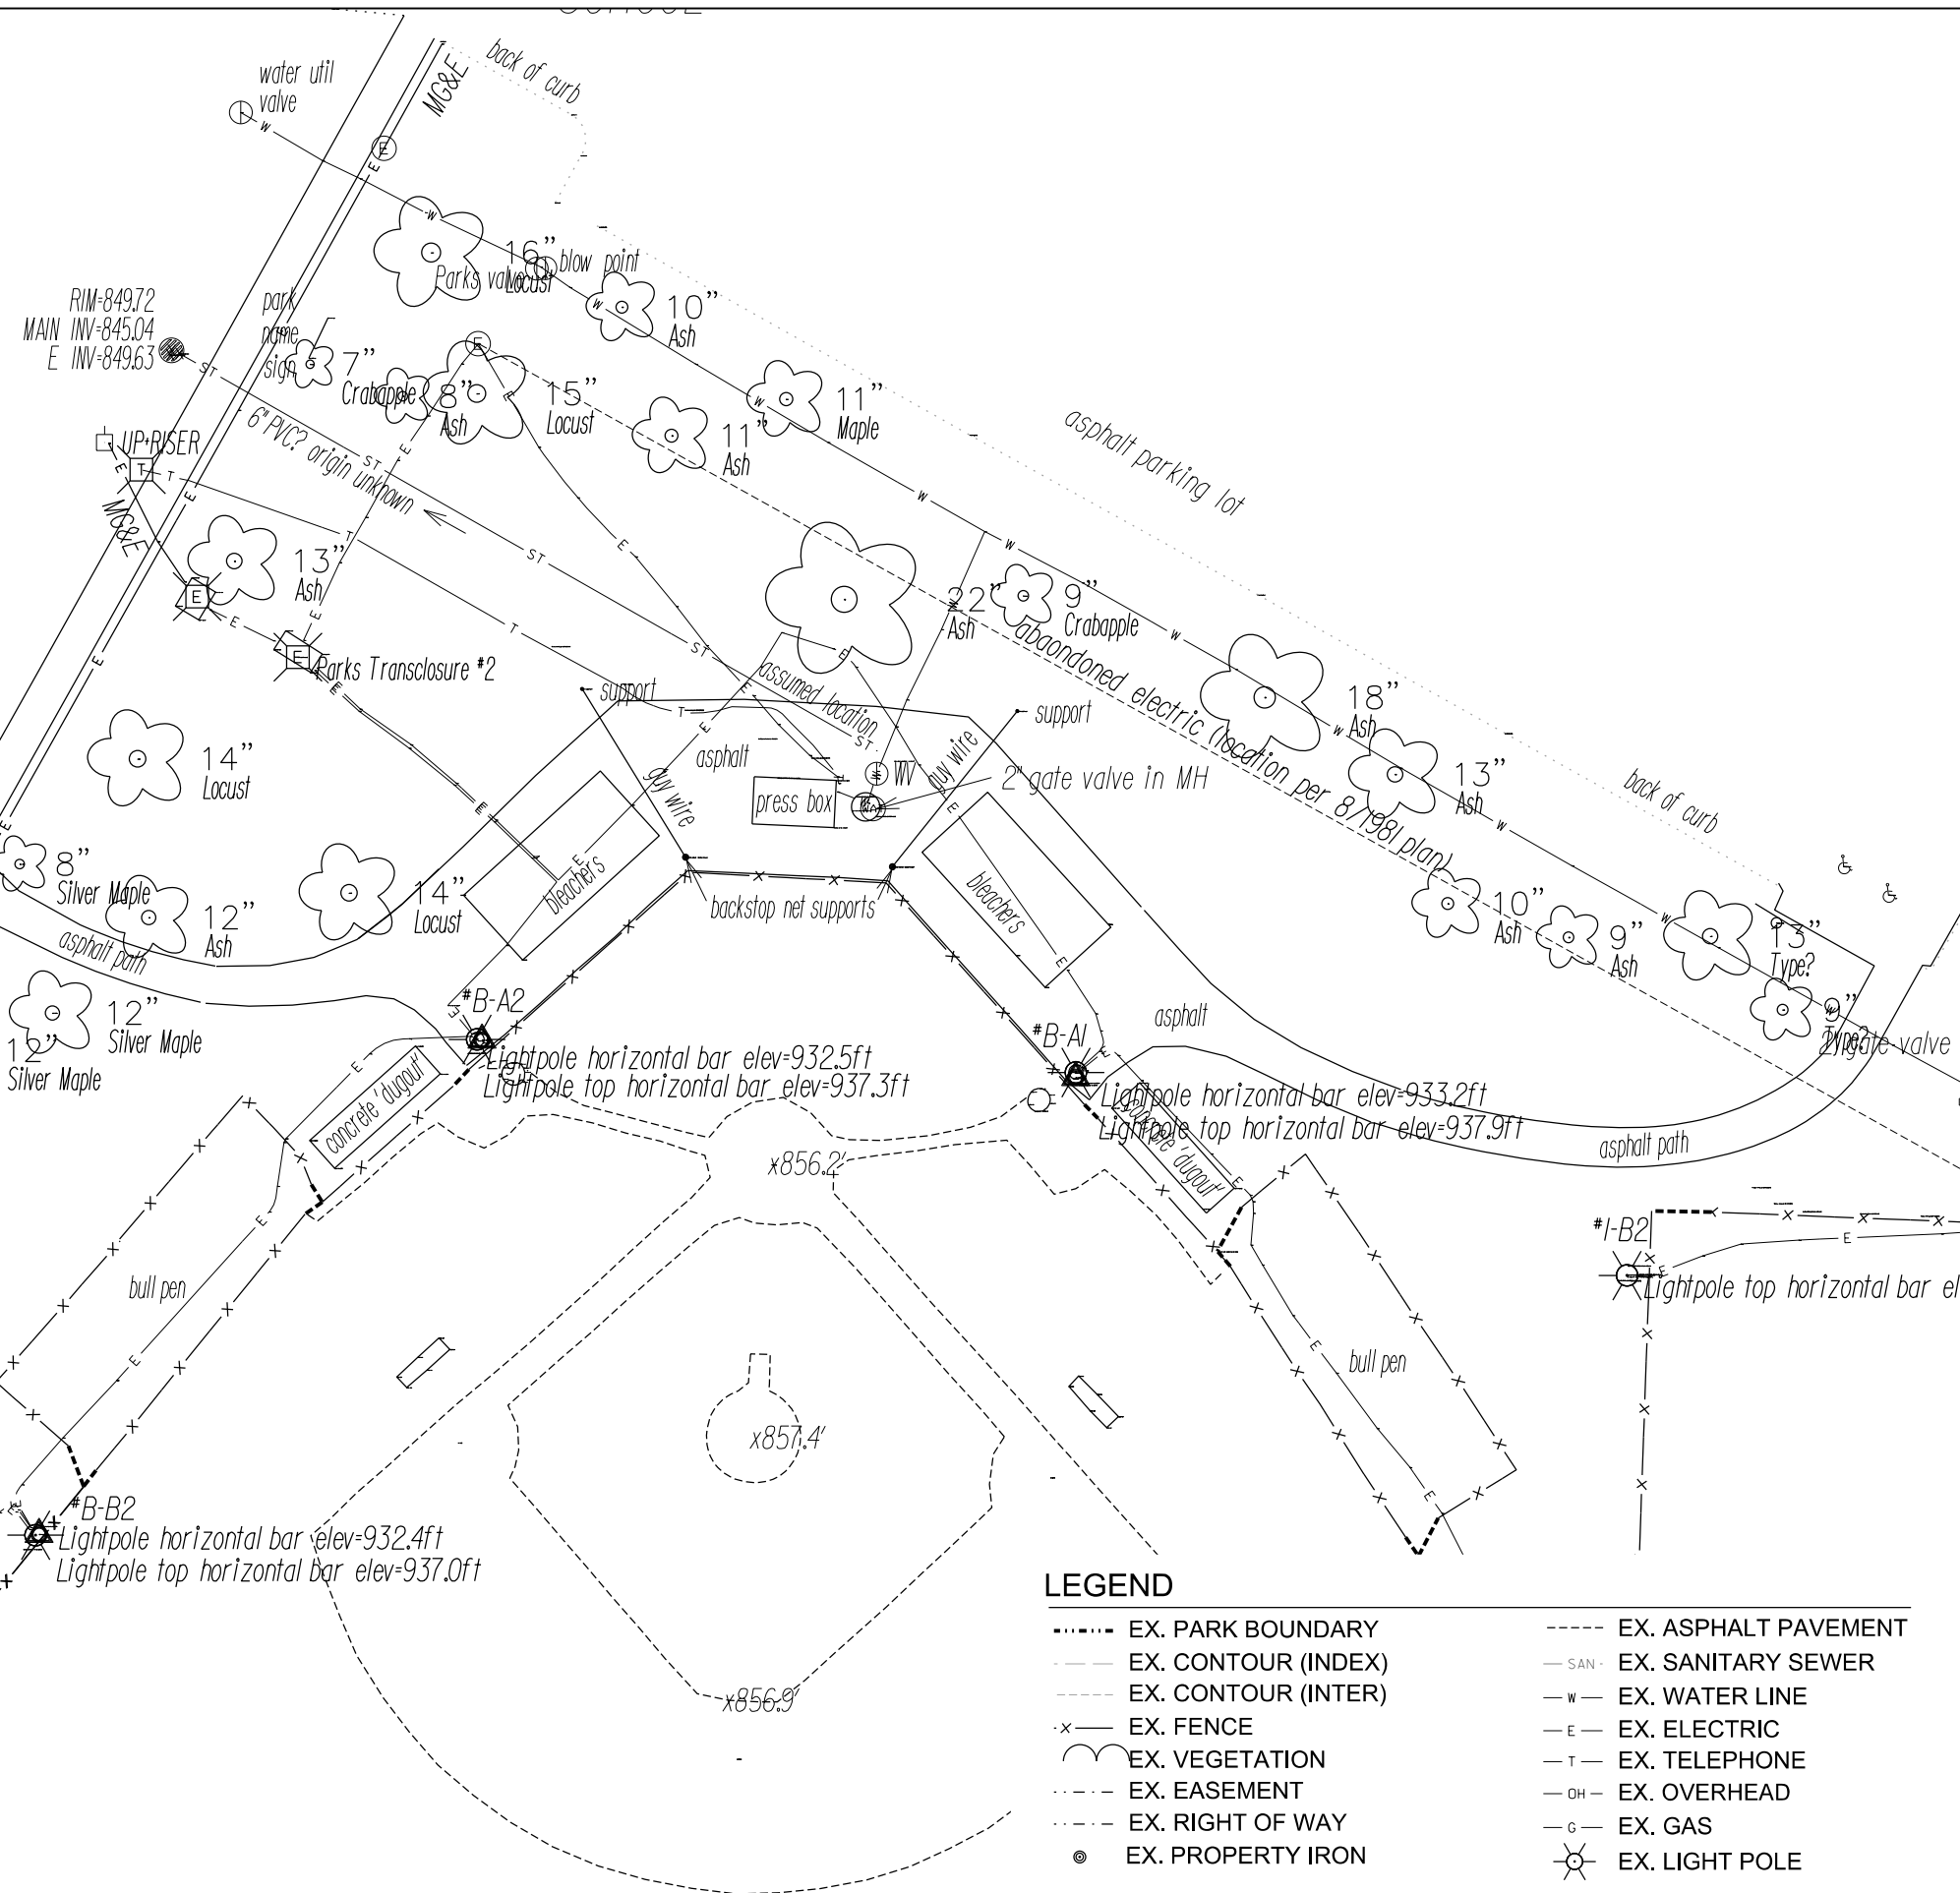 MG&E
back of curb
water util
valve
16"
Locust
Parks valve
blow point
10"
Ash
RIM=849.72
MAIN INV=845.04
E INV=849.63
park
name
sign
7"
Crabapple
8"
Ash
15"
Locust
11"
Ash
11"
Maple
asphalt parking lot
6" PVC? origin unknown
UP+RISER
MG&E
13"
Ash
22"
Ash
9"
Crabapple
Parks Transclosure #2
support
assumed location
support
abaondoned electric (location per 8/1981 plan)
18"
Ash
13"
Ash
back of curb
14"
Locust
guy wire
asphalt
press box
WV
guy wire
2" gate valve in MH
8"
Silver Maple
12"
Ash
14"
Locust
bleachers
backstop net supports
bleachers
10"
Ash
9"
Ash
13"
Type?
9"
Type?
2" gate valve
asphalt path
12"
Silver Maple
12"
Silver Maple
#B-A2
Lightpole horizontal bar elev=932.5ft
Lightpole top horizontal bar elev=937.3ft
#B-A1
Lightpole horizontal bar elev=933.2ft
Lightpole top horizontal bar elev=937.9ft
asphalt
asphalt path
concrete 'dugout'
concrete 'dugout'
x856.2'
#1-B2
Lightpole top horizontal bar el
bull pen
bull pen
x857.4'
#B-B2
Lightpole horizontal bar elev=932.4ft
Lightpole top horizontal bar elev=937.0ft
x856.9'
LEGEND
EX. PARK BOUNDARY
EX. CONTOUR (INDEX)
EX. CONTOUR (INTER)
EX. FENCE
EX. VEGETATION
EX. EASEMENT
EX. RIGHT OF WAY
EX. PROPERTY IRON
EX. ASPHALT PAVEMENT
SAN EX. SANITARY SEWER
W EX. WATER LINE
E EX. ELECTRIC
T EX. TELEPHONE
OH EX. OVERHEAD
G EX. GAS
EX. LIGHT POLE